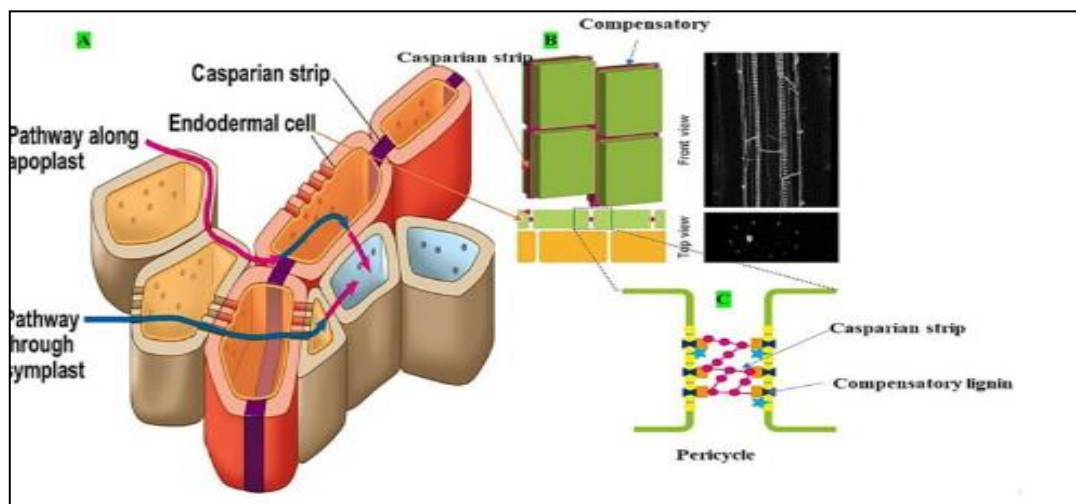 A
Casparian strip
Endodermal cell
Pathway along
apoplast
Pathway
through
symplast
B
Compensatory
Casparian strip
Front view
Top view
C
Casparian strip
Compensatory lignin
Pericycle